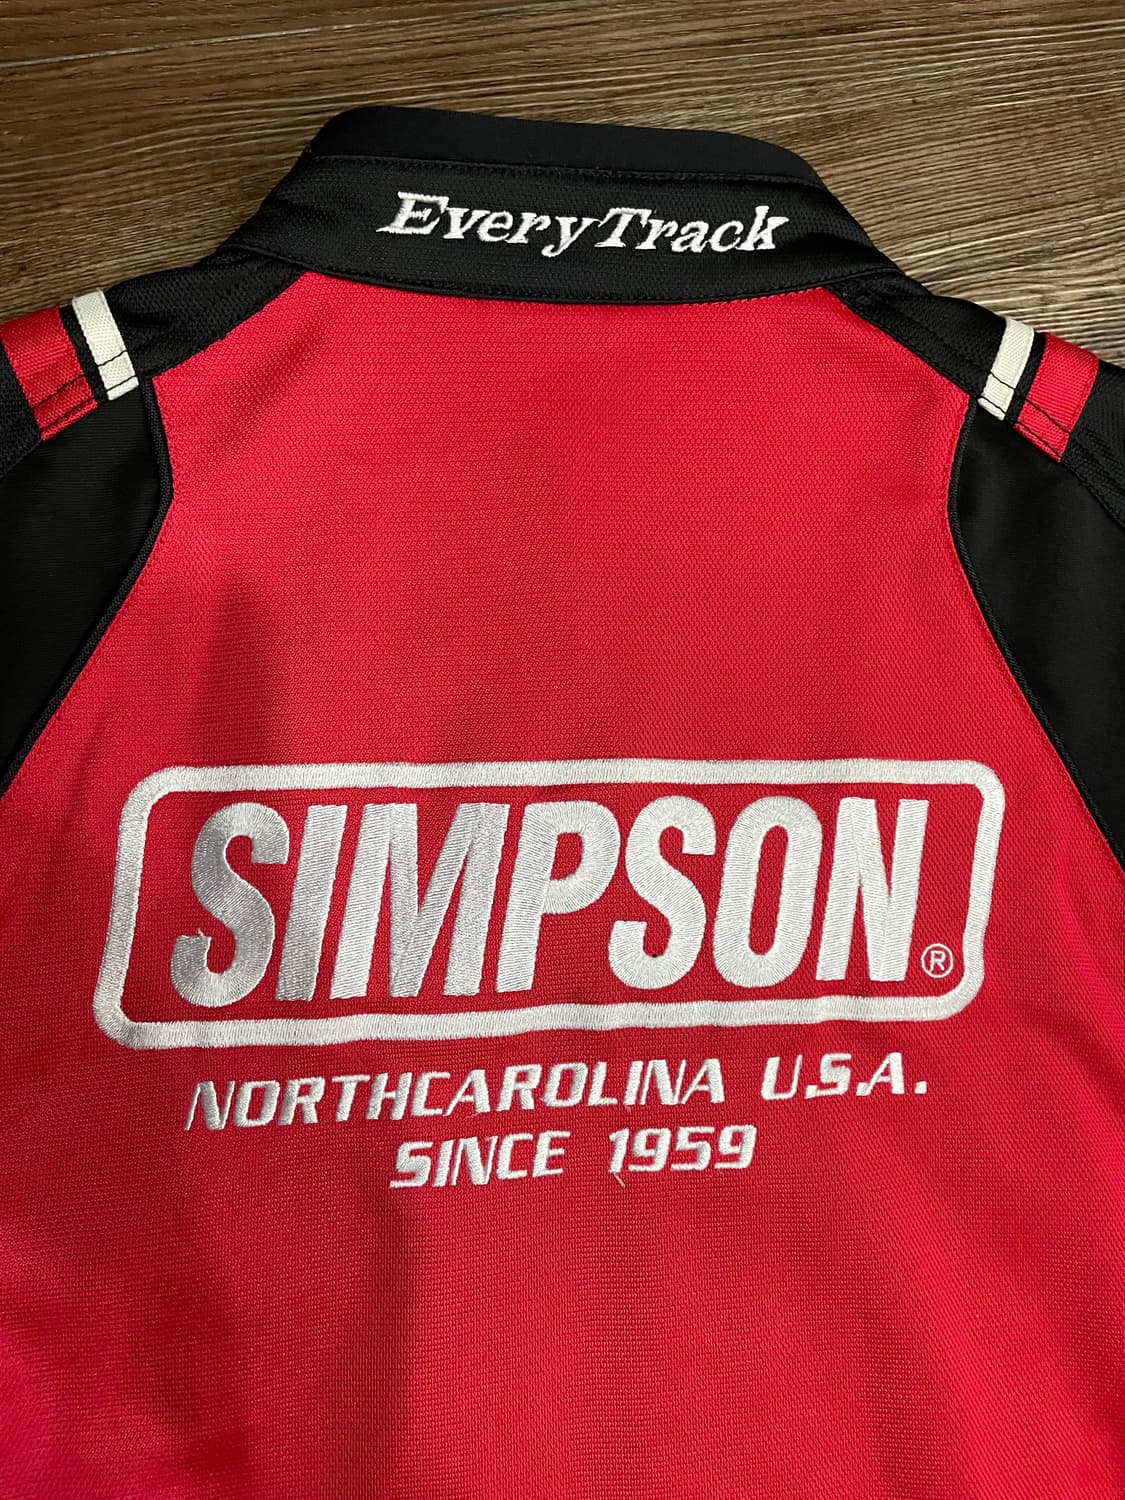 EveryTrack
SIMPSON®
NORTHCAROLINA U.S.A.
SINCE 1959